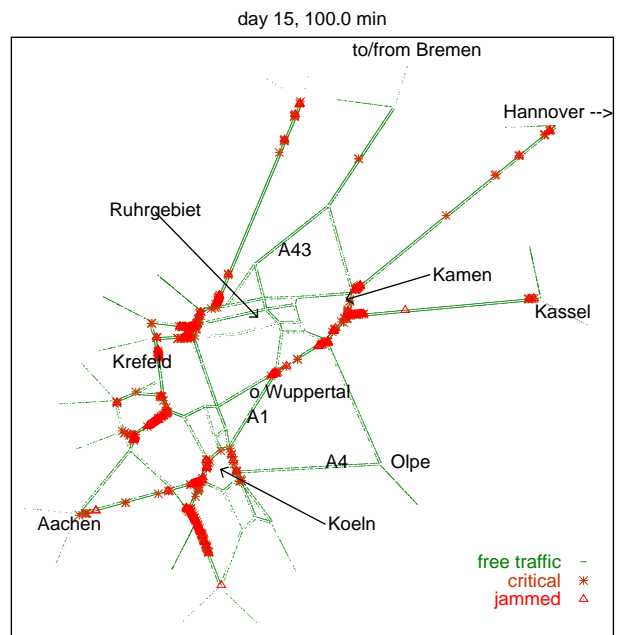 day 15, 100.0 min
to/from Bremen
Hannover -->
Ruhrgebiet
A43
Kamen
Kassel
Krefeld
o Wuppertal
A1
A4
Olpe
Aachen
Koeln
free traffic
critical
jammed